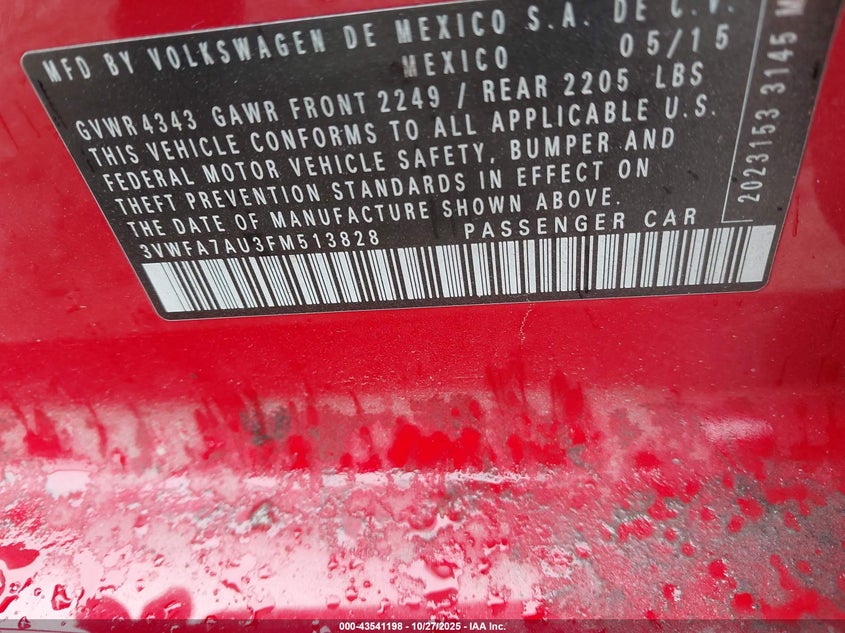 MFD BY VOLKSWAGEN DE MEXICO S.A. DE C.V.
MEXICO 05/15
GVWR 4343 GAWR FRONT 2249 / REAR 2205 LBS
THIS VEHICLE CONFORMS TO ALL APPLICABLE U.S.
FEDERAL MOTOR VEHICLE SAFETY, BUMPER AND
THEFT PREVENTION STANDARDS IN EFFECT ON
THE DATE OF MANUFACTURE SHOWN ABOVE.
3VWFA7AU3FM513828 PASSENGER CAR
2023153 3145 M
000-43541198 - 10/27/2025 - IAA Inc.